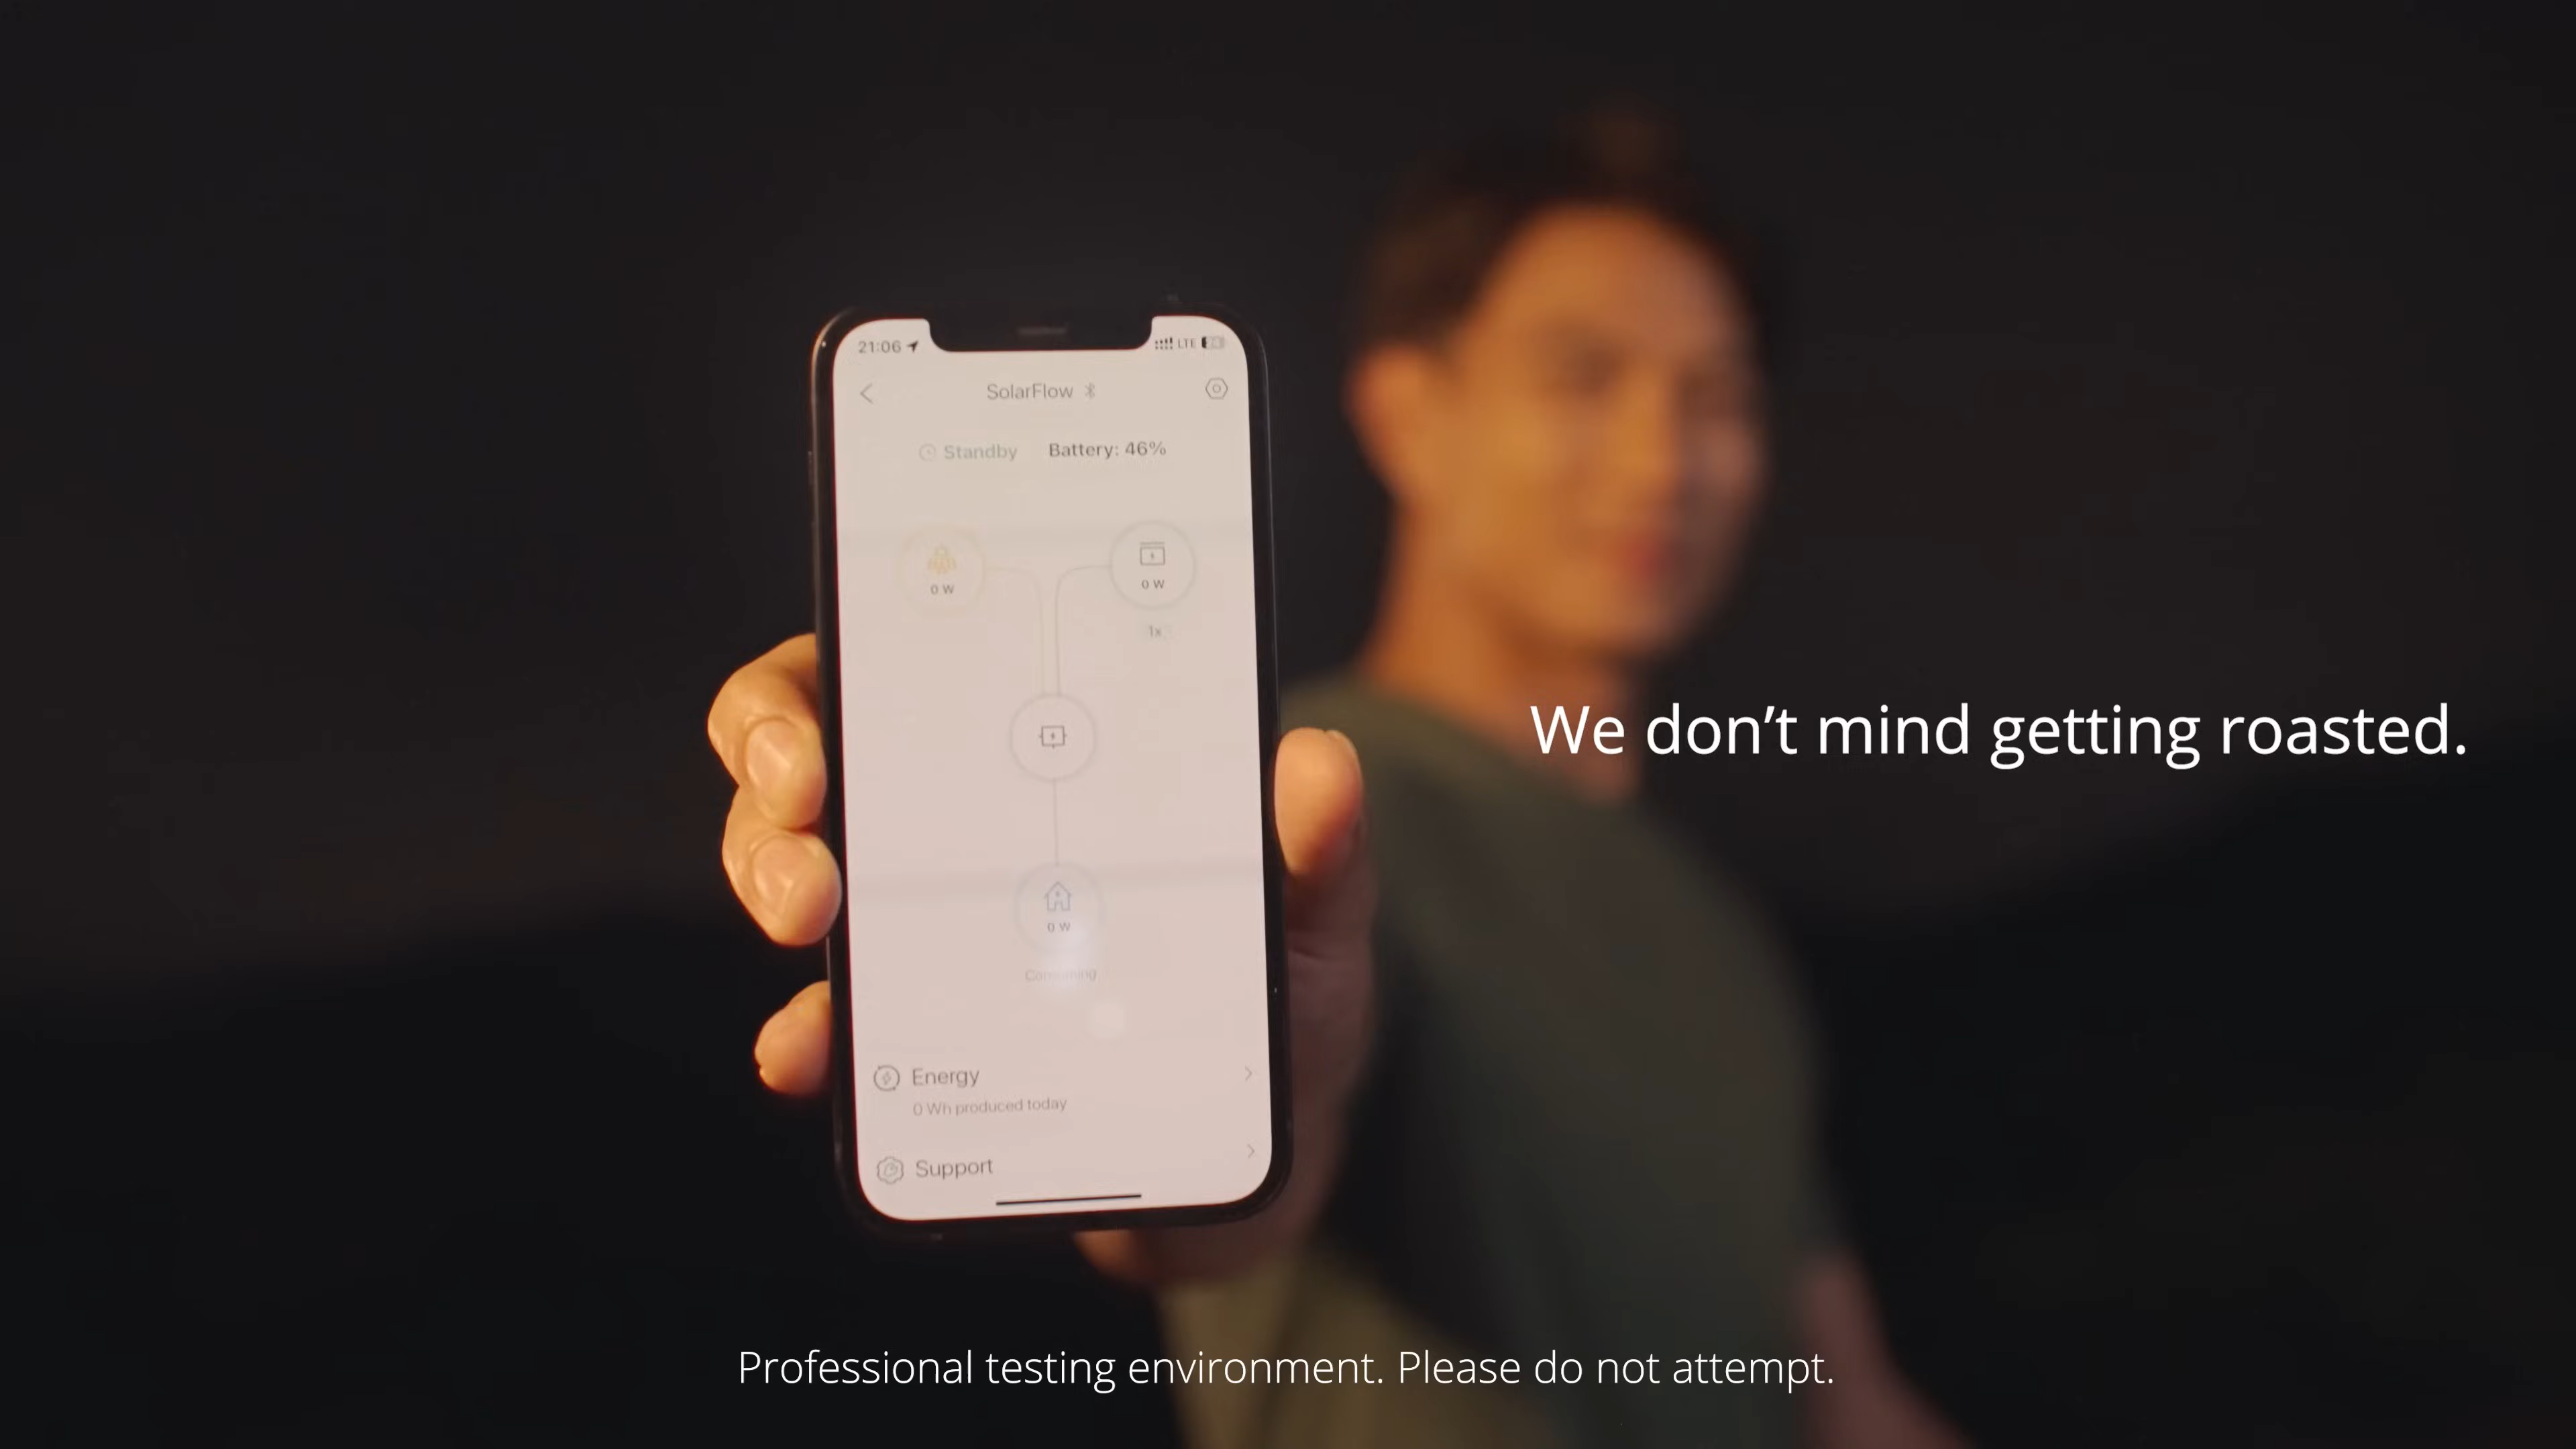 21:06
LTE
SolarFlow
Standby Battery: 46%
0 W
0 W
1x
We don’t mind getting roasted.
0 W
Energy
0 Wh produced today
Support
Professional testing environment. Please do not attempt.